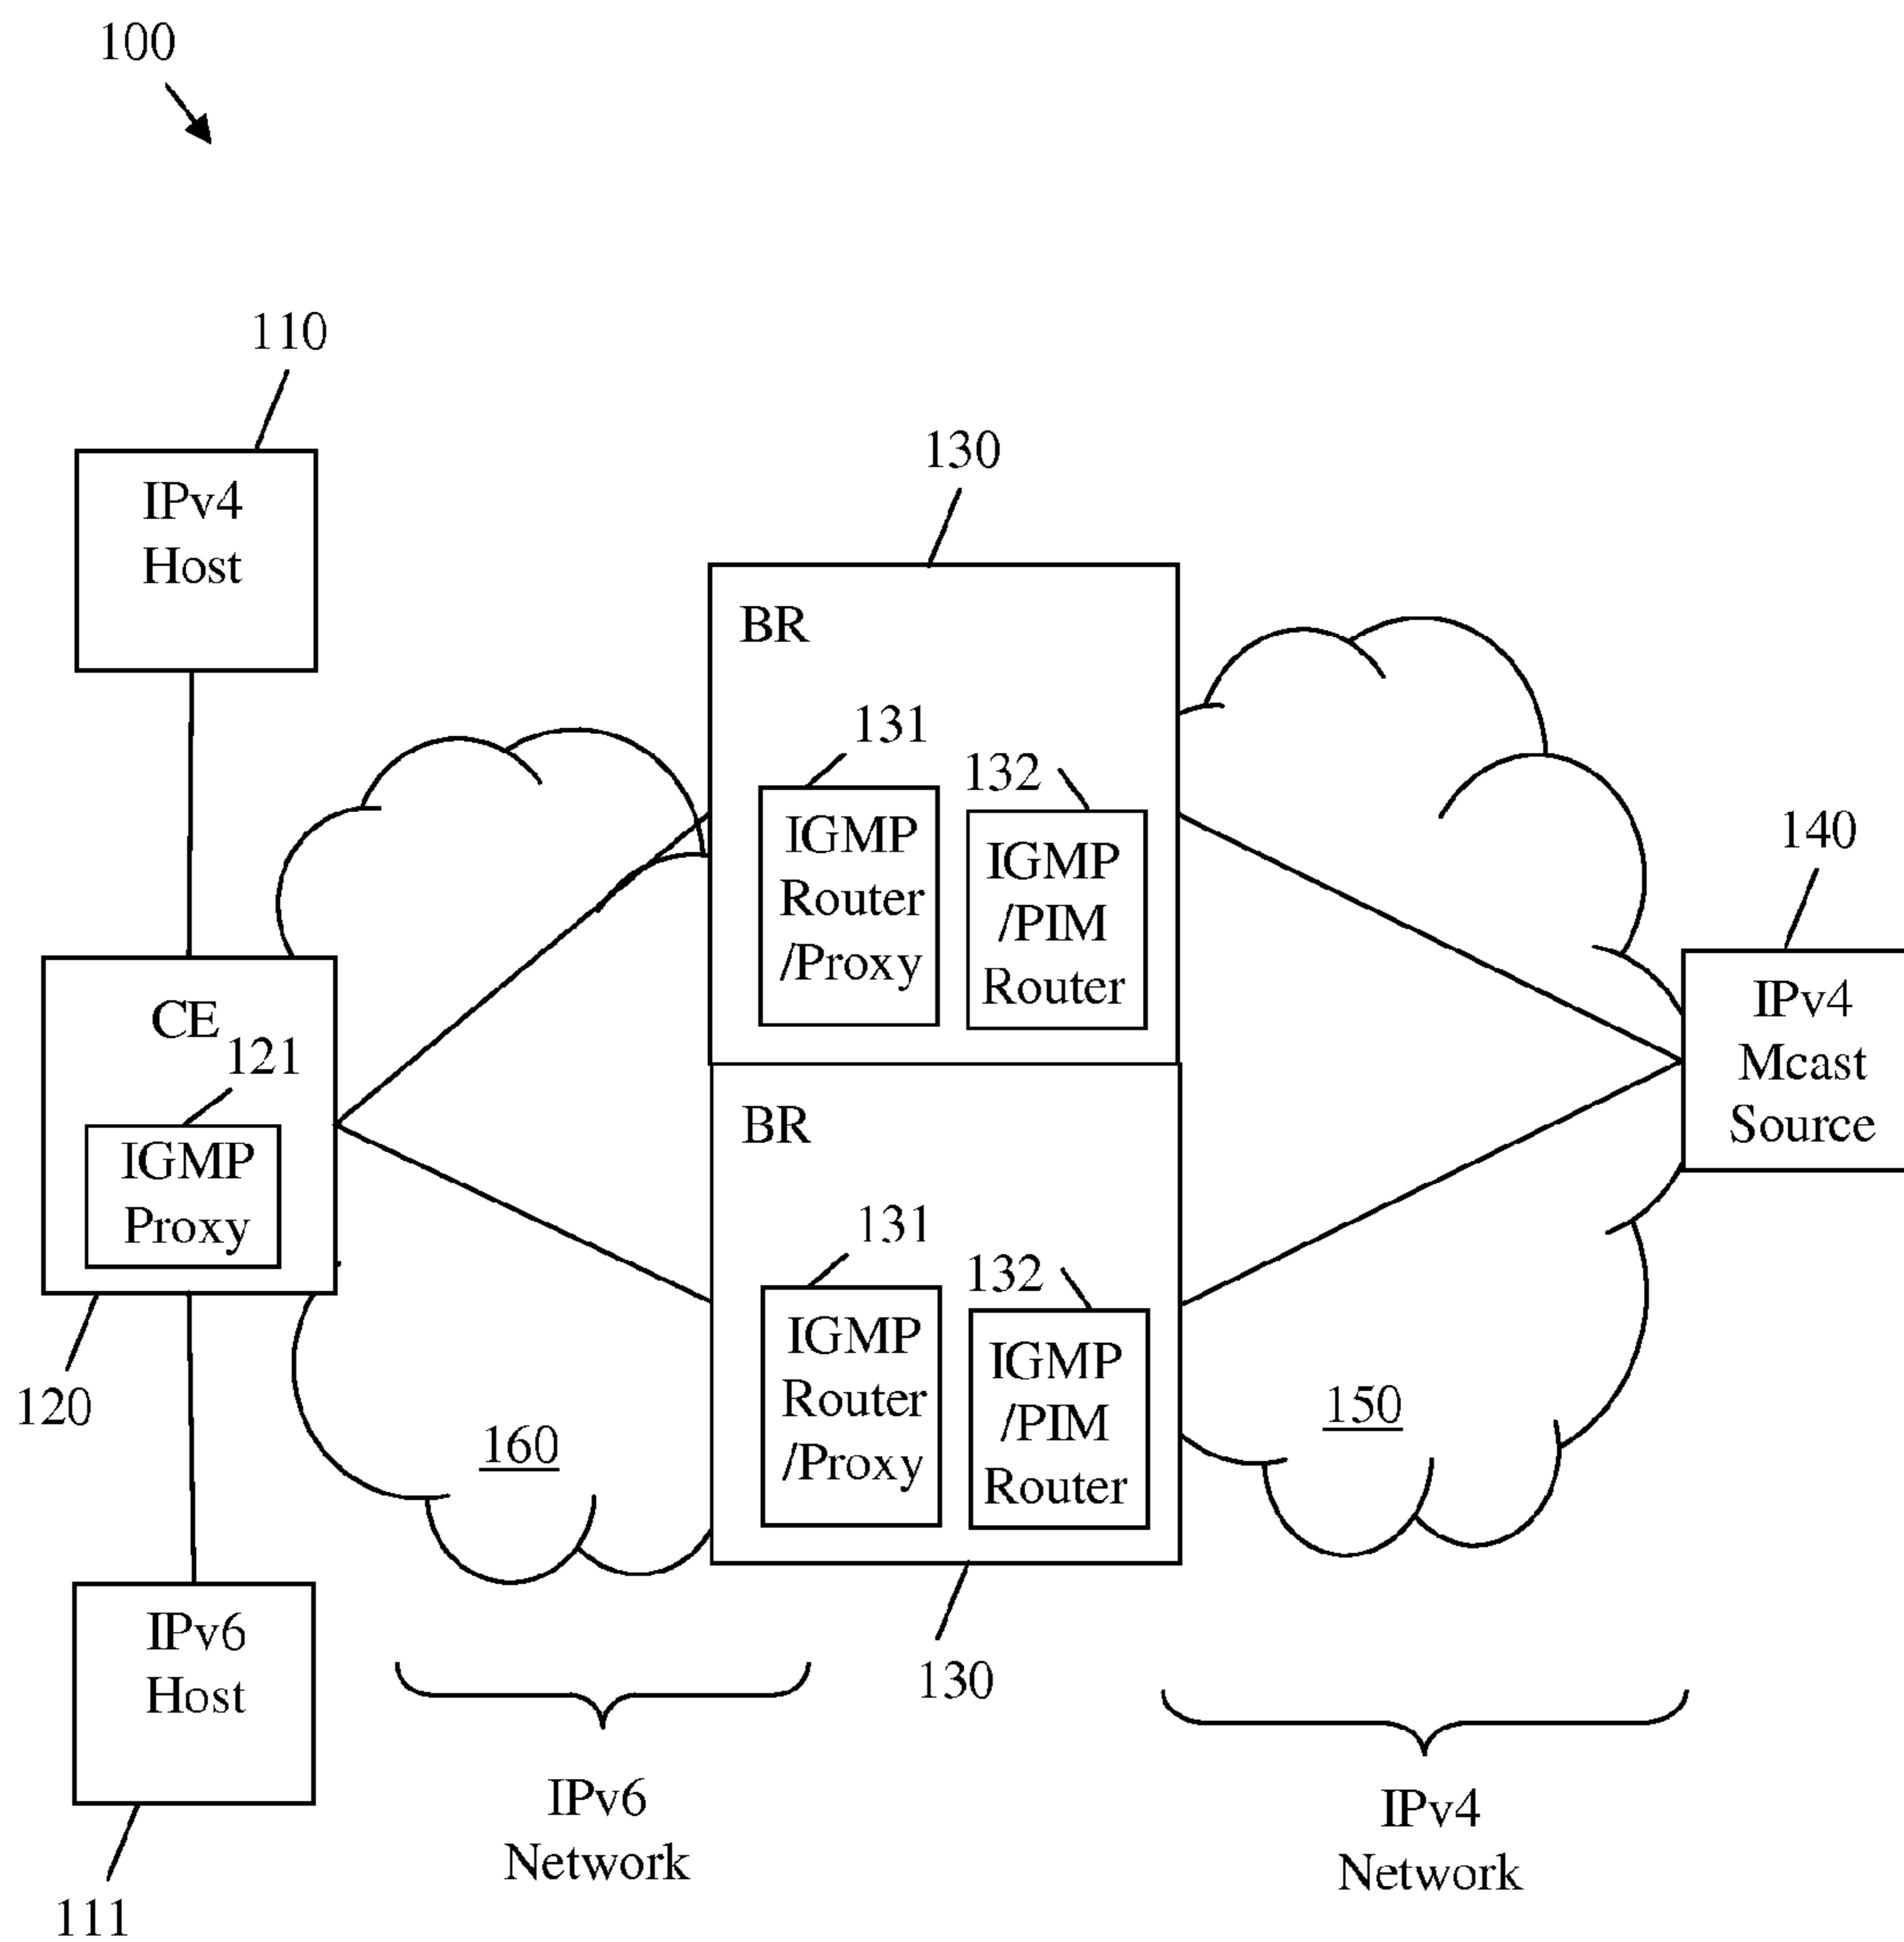 100
110
IPv4
Host
130
BR
131
132
IGMP
Router
/Proxy
IGMP
/PIM
Router
140
IPv4
Mcast
Source
CE
121
IGMP
Proxy
120
BR
131
132
IGMP
Router
/Proxy
IGMP
/PIM
Router
150
160
IPv6
Host
111
130
IPv6
Network
IPv4
Network